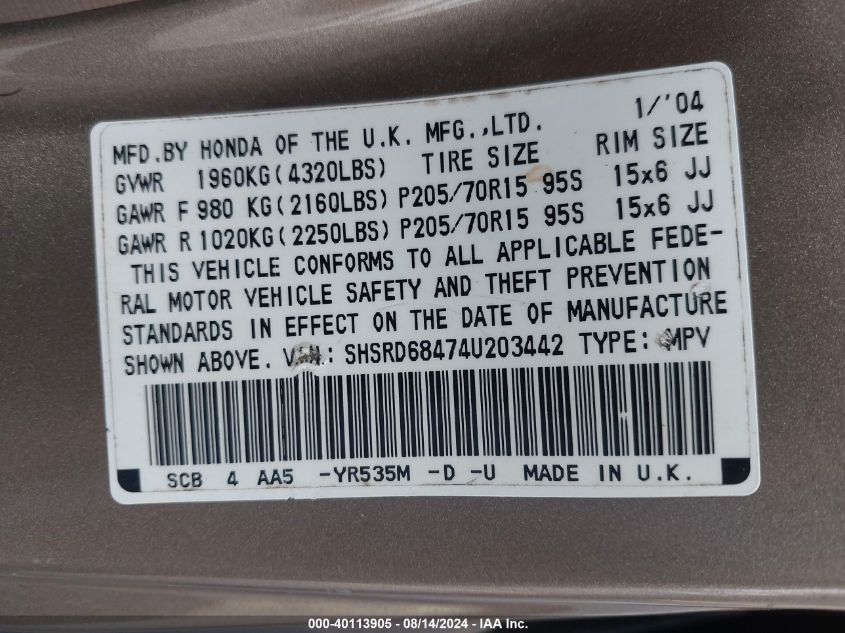 1/'04
MFD.BY HONDA OF THE U.K. MFG.,LTD.
GVWR 1960KG(4320LBS) TIRE SIZE RIM SIZE
GAWR F 980 KG(2160LBS) P205/70R15 95S 15x6 JJ
GAWR R 1020KG(2250LBS) P205/70R15 95S 15x6 JJ
THIS VEHICLE CONFORMS TO ALL APPLICABLE FEDE-
RAL MOTOR VEHICLE SAFETY AND THEFT PREVENTION
STANDARDS IN EFFECT ON THE DATE OF MANUFACTURE
SHOWN ABOVE. VIN: SHSRD68474U203442 TYPE: MPV
SCB 4 AA5 -YR535M -D -U MADE IN U.K.
000-40113905 - 08/14/2024 - IAA Inc.